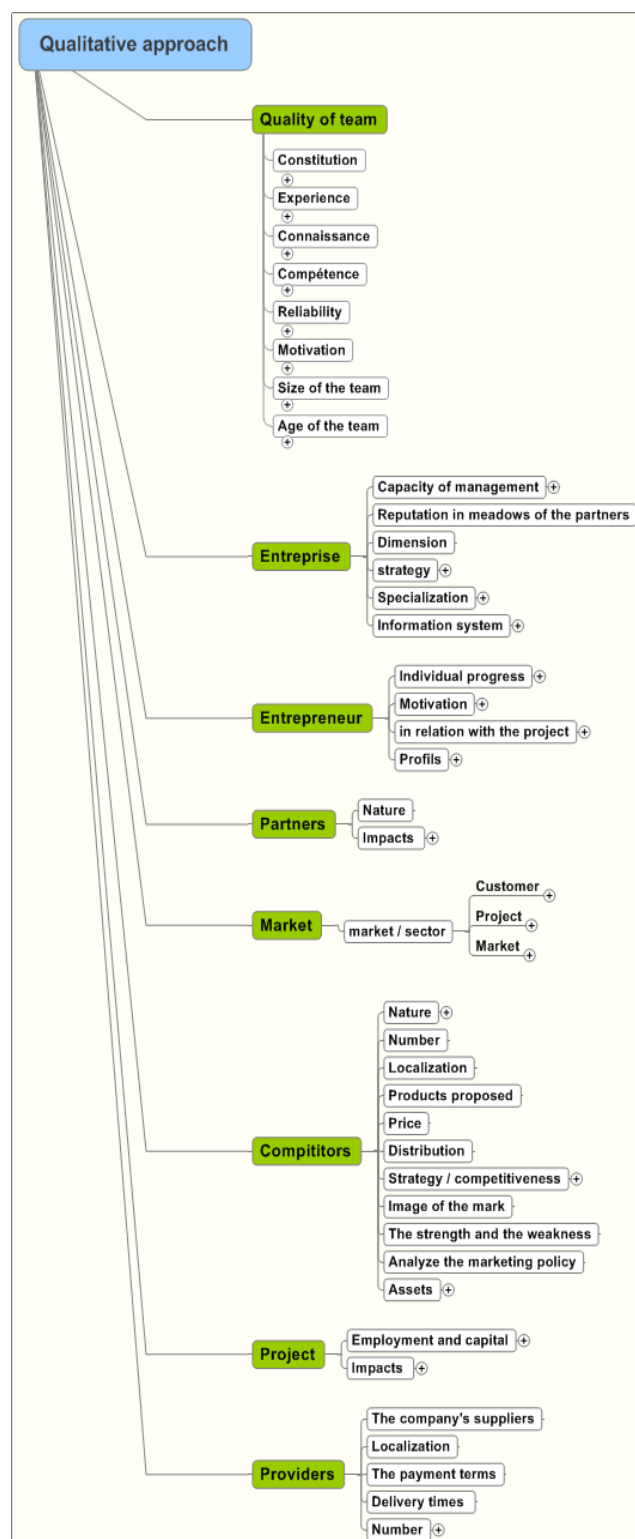 Qualitative approach
Quality of team
Constitution
Experience
Connaissance
Compétence
Reliability
Motivation
Size of the team
Age of the team
Entreprise
Capacity of management
Reputation in meadows of the partners
Dimension
strategy
Specialization
Information system
Entrepreneur
Individual progress
Motivation
in relation with the project
Profils
Partners
Nature
Impacts
Market
market / sector
Customer
Project
Market
Compititors
Nature
Number
Localization
Products proposed
Price
Distribution
Strategy / competitiveness
Image of the mark
The strength and the weakness
Analyze the marketing policy
Assets
Project
Employment and capital
Impacts
Providers
The company's suppliers
Localization
The payment terms
Delivery times
Number